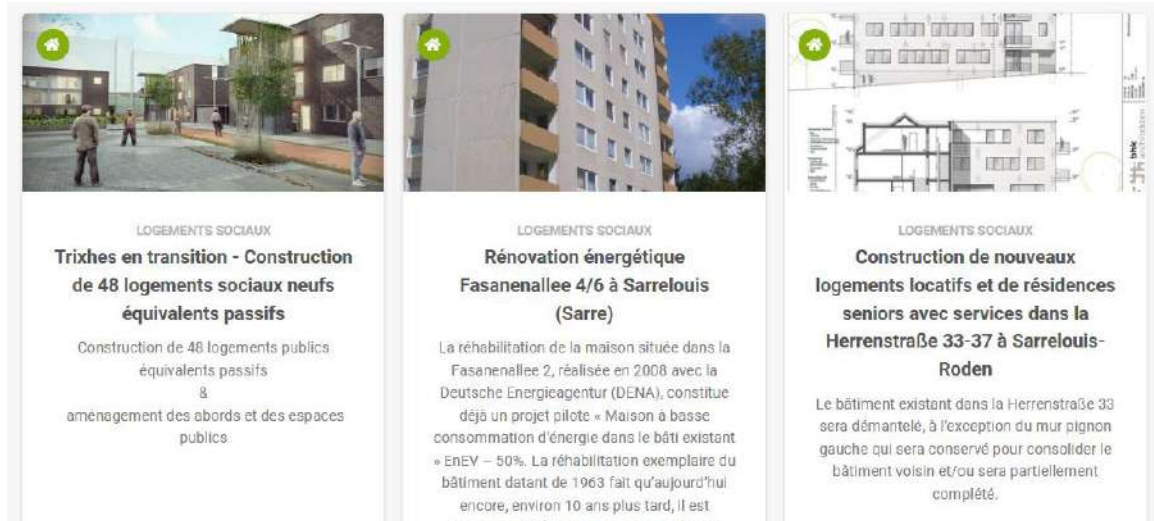 LOGEMENTS SOCIAUX
Trixhes en transition - Construction
de 48 logements sociaux neufs
équivalents passifs
Construction de 48 logements publics
équivalents passifs
&
aménagement des abords et des espaces
publics
LOGEMENTS SOCIAUX
Rénovation énergétique
Fasanenallee 4/6 à Sarrelouis
(Sarre)
La réhabilitation de la maison située dans la
Fasanenallee 2, réalisée en 2008 avec la
Deutsche Energieagentur (DENA), constitue
déjà un projet pilote « Maison à basse
consommation d'énergie dans le bâti existant
» EnEV – 50%. La réhabilitation exemplaire du
bâtiment datant de 1963 fait qu'aujourd'hui
encore, environ 10 ans plus tard, il est
bhk
architekten
LOGEMENTS SOCIAUX
Construction de nouveaux
logements locatifs et de résidences
seniors avec services dans la
Herrenstraße 33-37 à Sarrelouis-
Roden
Le bâtiment existant dans la Herrenstraße 33
sera démantelé, à l'exception du mur pignon
gauche qui sera conservé pour consolider le
bâtiment voisin et/ou sera partiellement
complété.